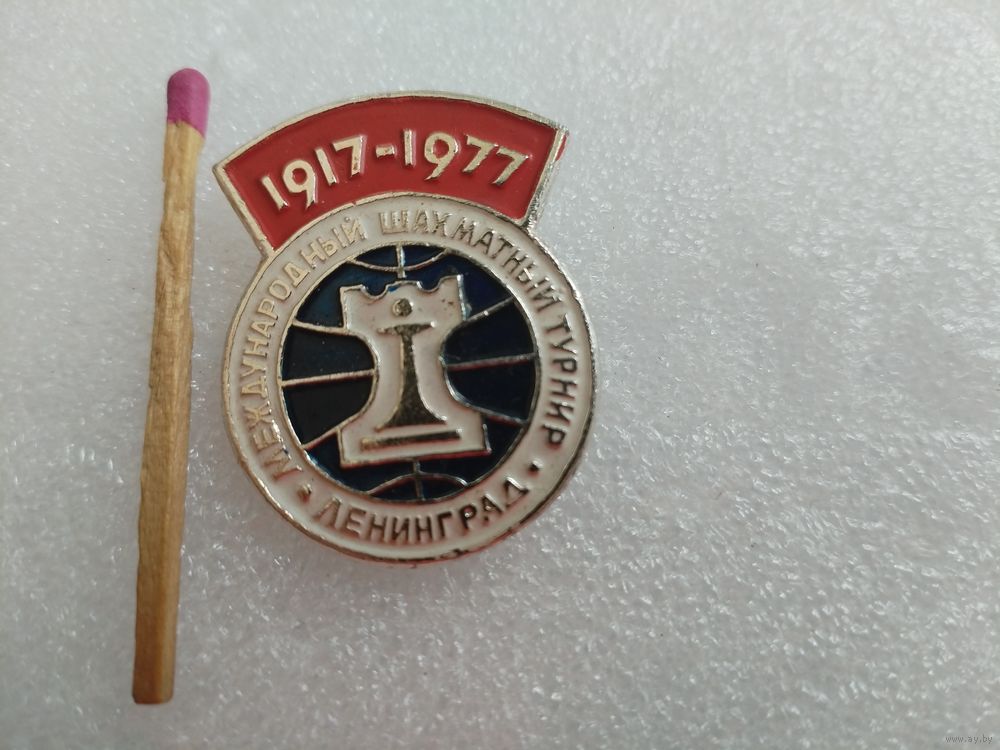 1917-1977
МЕЖДУНАРОДНЫЙ ШАХМАТНЫЙ ТУРНИР
• ЛЕНИНГРАД •
www.ay.by